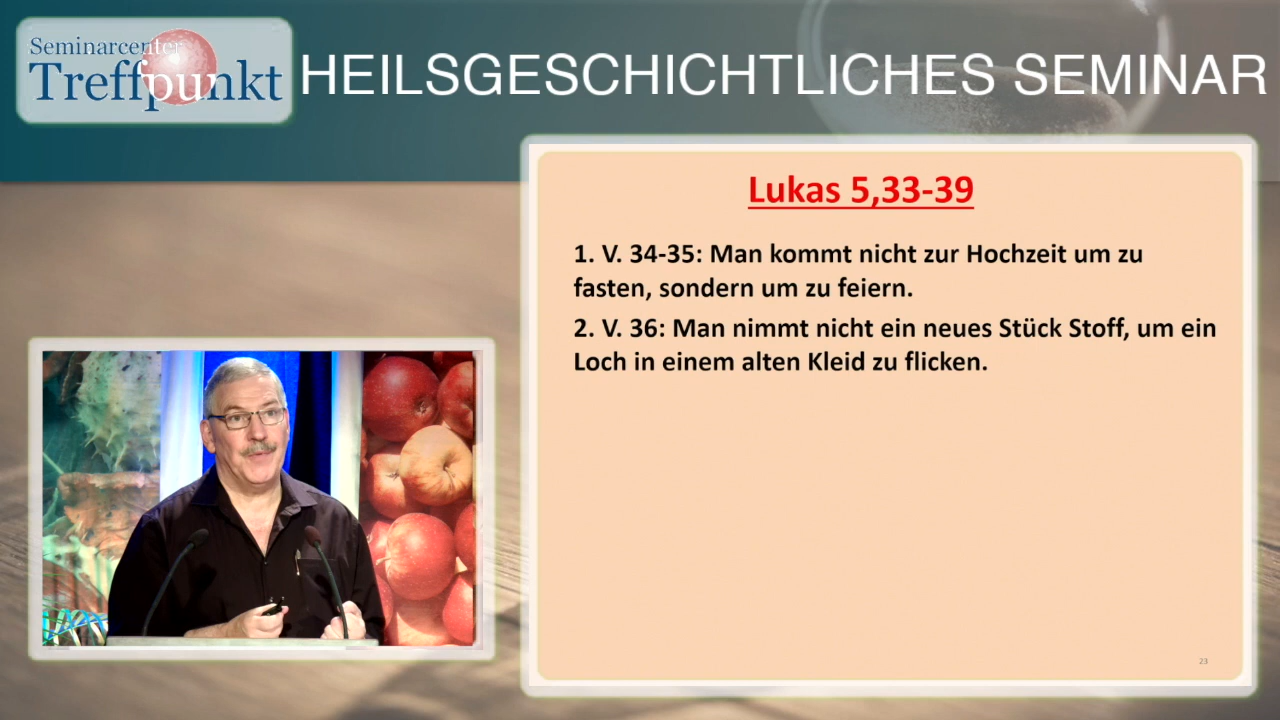 Seminarcenter
Treffpunkt
HEILSGESCHICHTLICHES SEMINAR
Lukas 5,33-39
1. V. 34-35: Man kommt nicht zur Hochzeit um zu
fasten, sondern um zu feiern.
2. V. 36: Man nimmt nicht ein neues Stück Stoff, um ein
Loch in einem alten Kleid zu flicken.
23